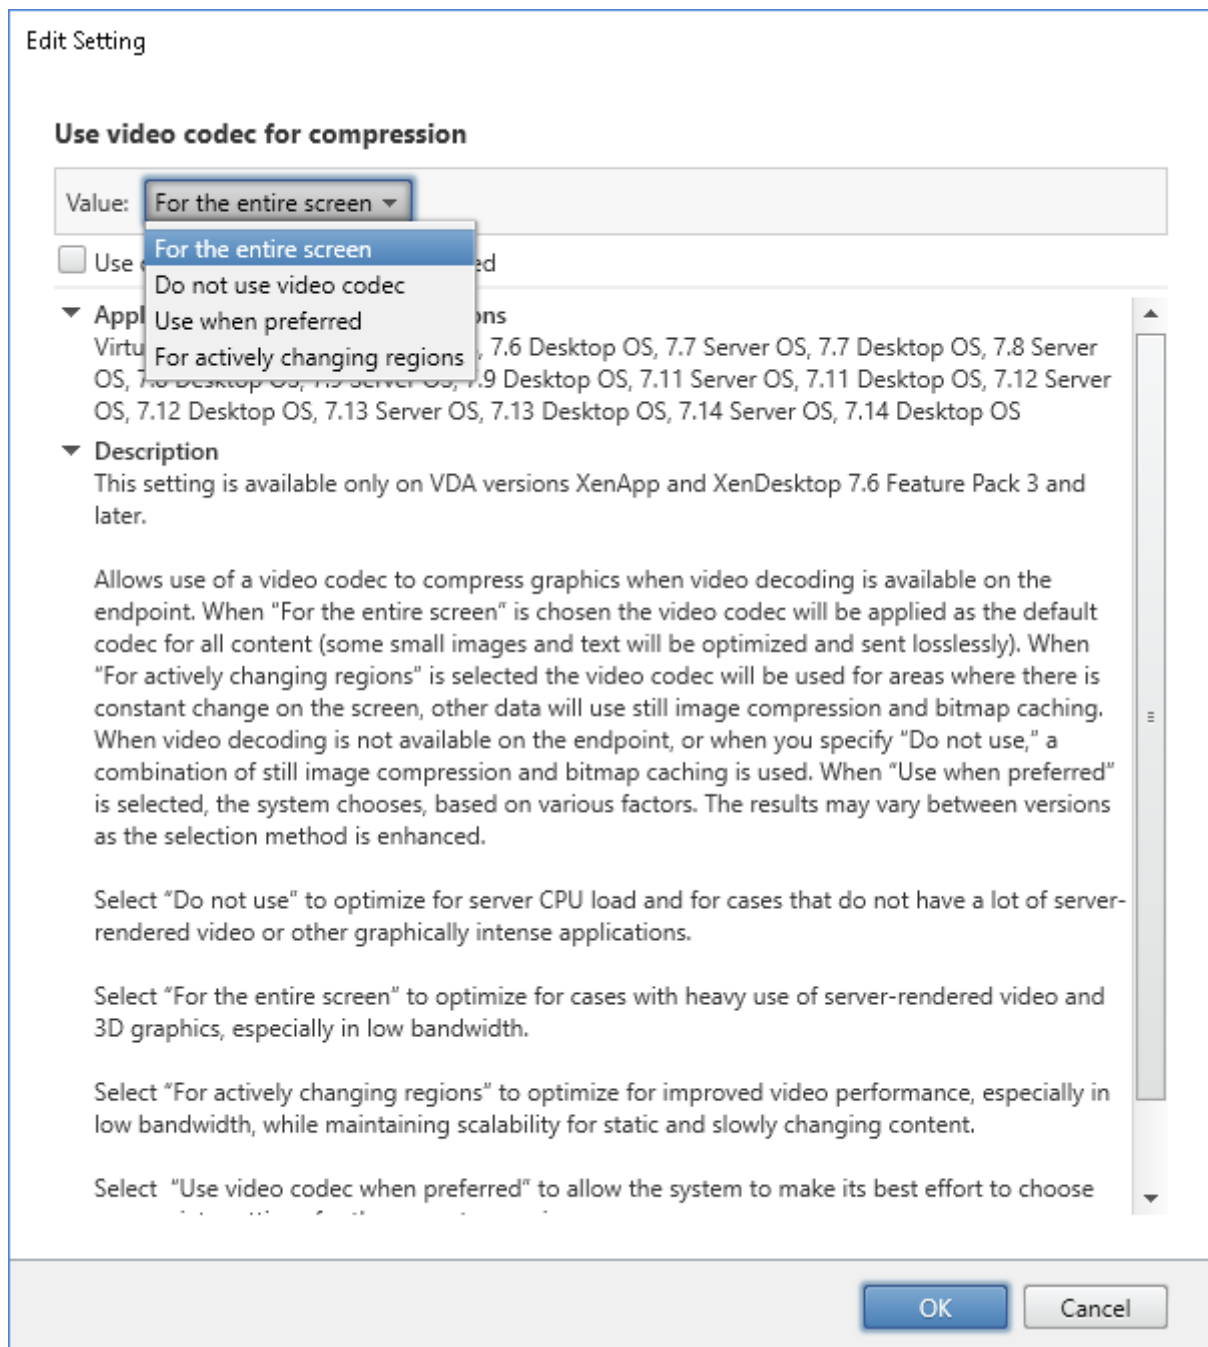 Edit Setting
Use video codec for compression
Value: For the entire screen
For the entire screen
Use ed
Do not use video codec
Appl ons
Use when preferred
Virtu , 7.6 Desktop OS, 7.7 Server OS, 7.7 Desktop OS, 7.8 Server
For actively changing regions
OS, 7.8 Desktop OS, 7.9 Server OS, 7.9 Desktop OS, 7.11 Server OS, 7.11 Desktop OS, 7.12 Server
OS, 7.12 Desktop OS, 7.13 Server OS, 7.13 Desktop OS, 7.14 Server OS, 7.14 Desktop OS
Description
This setting is available only on VDA versions XenApp and XenDesktop 7.6 Feature Pack 3 and
later.
Allows use of a video codec to compress graphics when video decoding is available on the
endpoint. When “For the entire screen” is chosen the video codec will be applied as the default
codec for all content (some small images and text will be optimized and sent losslessly). When
“For actively changing regions” is selected the video codec will be used for areas where there is
constant change on the screen, other data will use still image compression and bitmap caching.
When video decoding is not available on the endpoint, or when you specify “Do not use,” a
combination of still image compression and bitmap caching is used. When “Use when preferred”
is selected, the system chooses, based on various factors. The results may vary between versions
as the selection method is enhanced.
Select “Do not use” to optimize for server CPU load and for cases that do not have a lot of server-
rendered video or other graphically intense applications.
Select “For the entire screen” to optimize for cases with heavy use of server-rendered video and
3D graphics, especially in low bandwidth.
Select “For actively changing regions” to optimize for improved video performance, especially in
low bandwidth, while maintaining scalability for static and slowly changing content.
Select  “Use video codec when preferred” to allow the system to make its best effort to choose
OK
Cancel